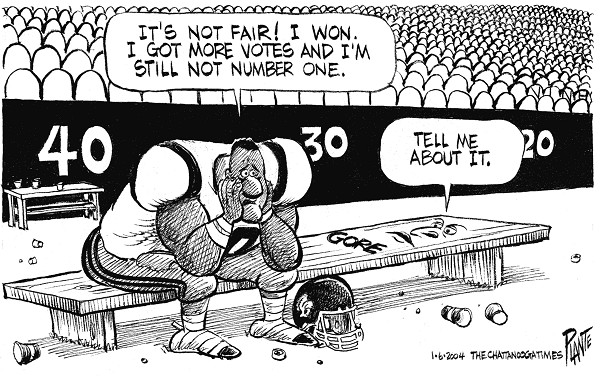 IT'S NOT FAIR! I WON.
I GOT MORE VOTES AND I'M
STILL NOT NUMBER ONE.
TELL ME
ABOUT IT.
40
30
20
GORE
1·6·2004 THE CHATTANOOGA TIMES
PLANTE